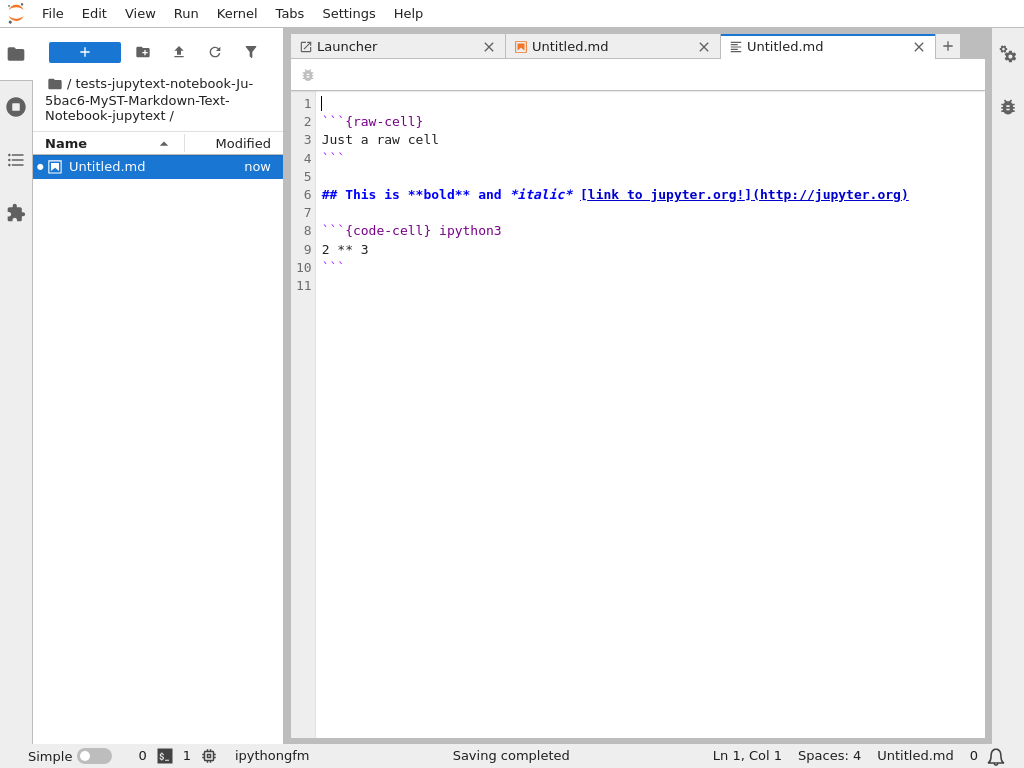 File Edit View Run Kernel Tabs Settings Help
/ tests-jupytext-notebook-Ju-
5bac6-MyST-Markdown-Text-
Notebook-jupytext /
Name Modified
Untitled.md now
Launcher Untitled.md Untitled.md
1
2 ```{raw-cell}
3 Just a raw cell
4 ```
5
6 ## This is **bold** and *italic* [link to jupyter.org!](http://jupyter.org)
7
8 ```{code-cell} ipython3
9 2 ** 3
10 ```
11
Simple 0 1 ipythongfm Saving completed Ln 1, Col 1 Spaces: 4 Untitled.md 0